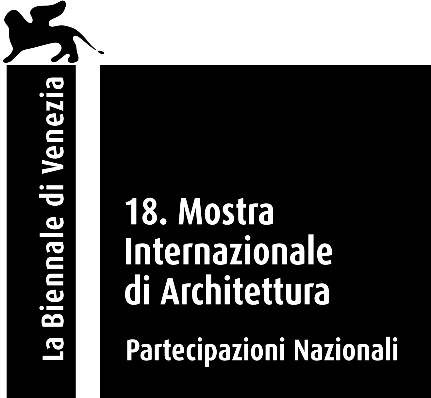 La Biennale di Venezia
18. Mostra
Internazionale
di Architettura
Partecipazioni Nazionali